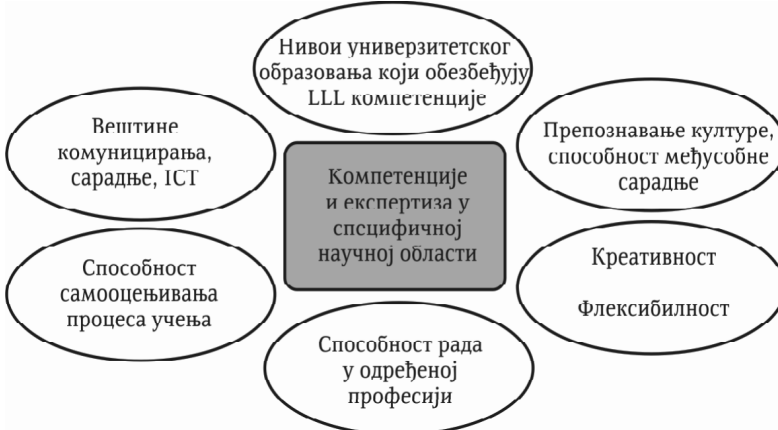 Нивои универзитетског
образовања који обезбеђују
LLL компетенције
Вештине
комуницирања,
сарадње, ICT
Препознавање културе,
способност међусобне
сарадње
Компетенције
и експертиза у
специфичној
научној области
Способност
самооцењивања
процеса учења
Креативност
Флексибилност
Способност рада
у одређеној
професији